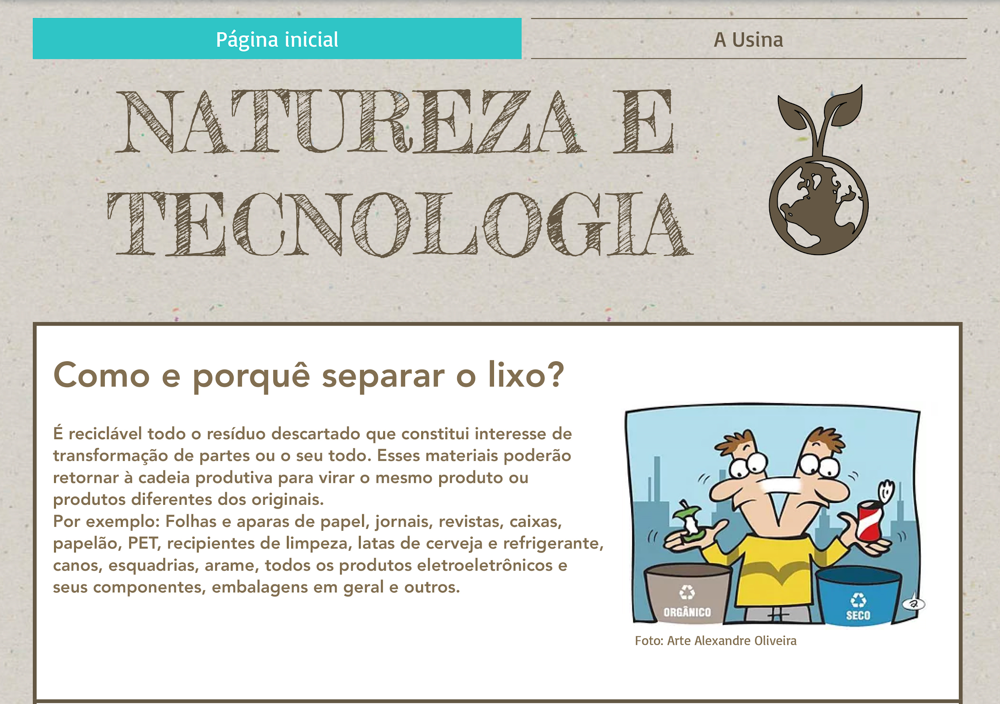 Página inicial
A Usina
NATUREZA E
TECNOLOGIA
Como e porquê separar o lixo?
É reciclável todo o resíduo descartado que constitui interesse de
transformação de partes ou o seu todo. Esses materiais poderão
retornar à cadeia produtiva para virar o mesmo produto ou
produtos diferentes dos originais.
Por exemplo: Folhas e aparas de papel, jornais, revistas, caixas,
papelão, PET, recipientes de limpeza, latas de cerveja e refrigerante,
canos, esquadrias, arame, todos os produtos eletroeletrônicos e
seus componentes, embalagens em geral e outros.
ORGÂNICO
SECO
Foto: Arte Alexandre Oliveira